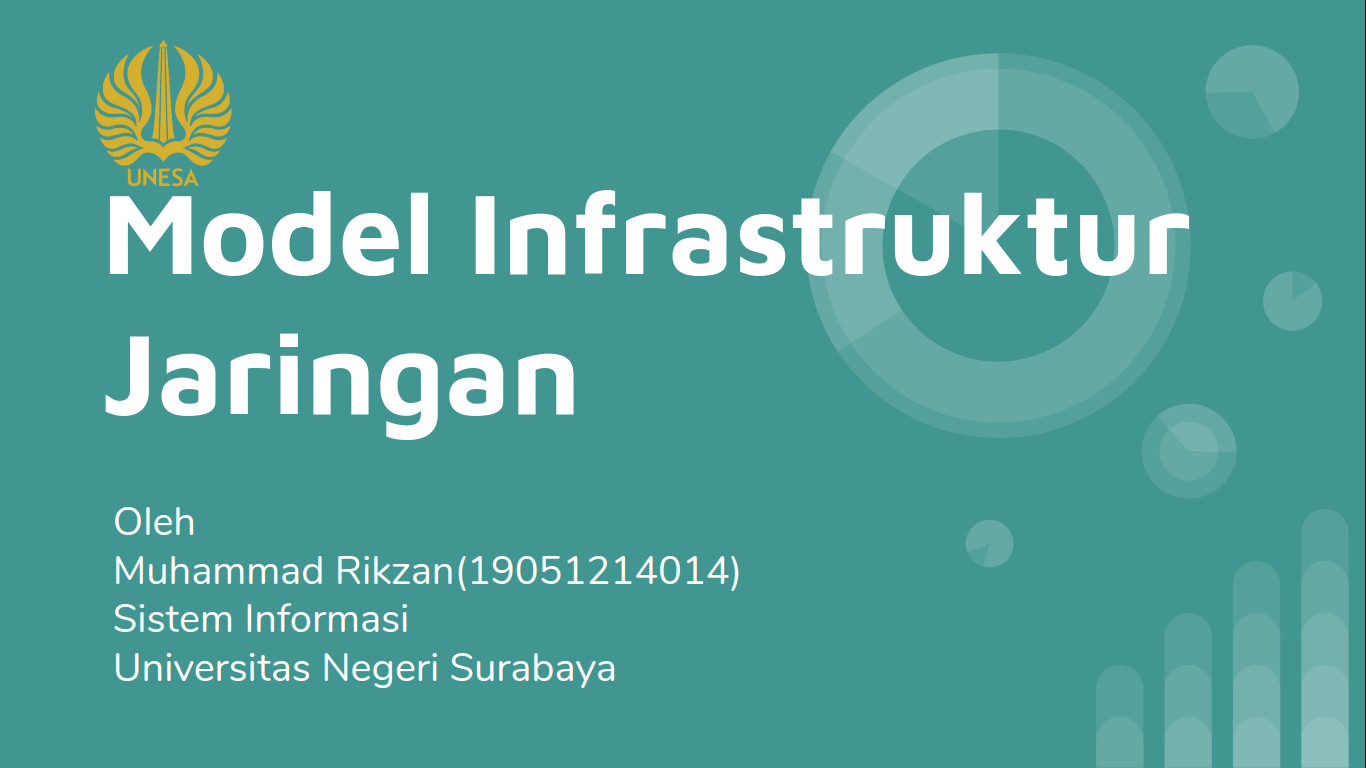 UNESA
Model Infrastruktur
Jaringan
Oleh
Muhammad Rikzan(19051214014)
Sistem Informasi
Universitas Negeri Surabaya